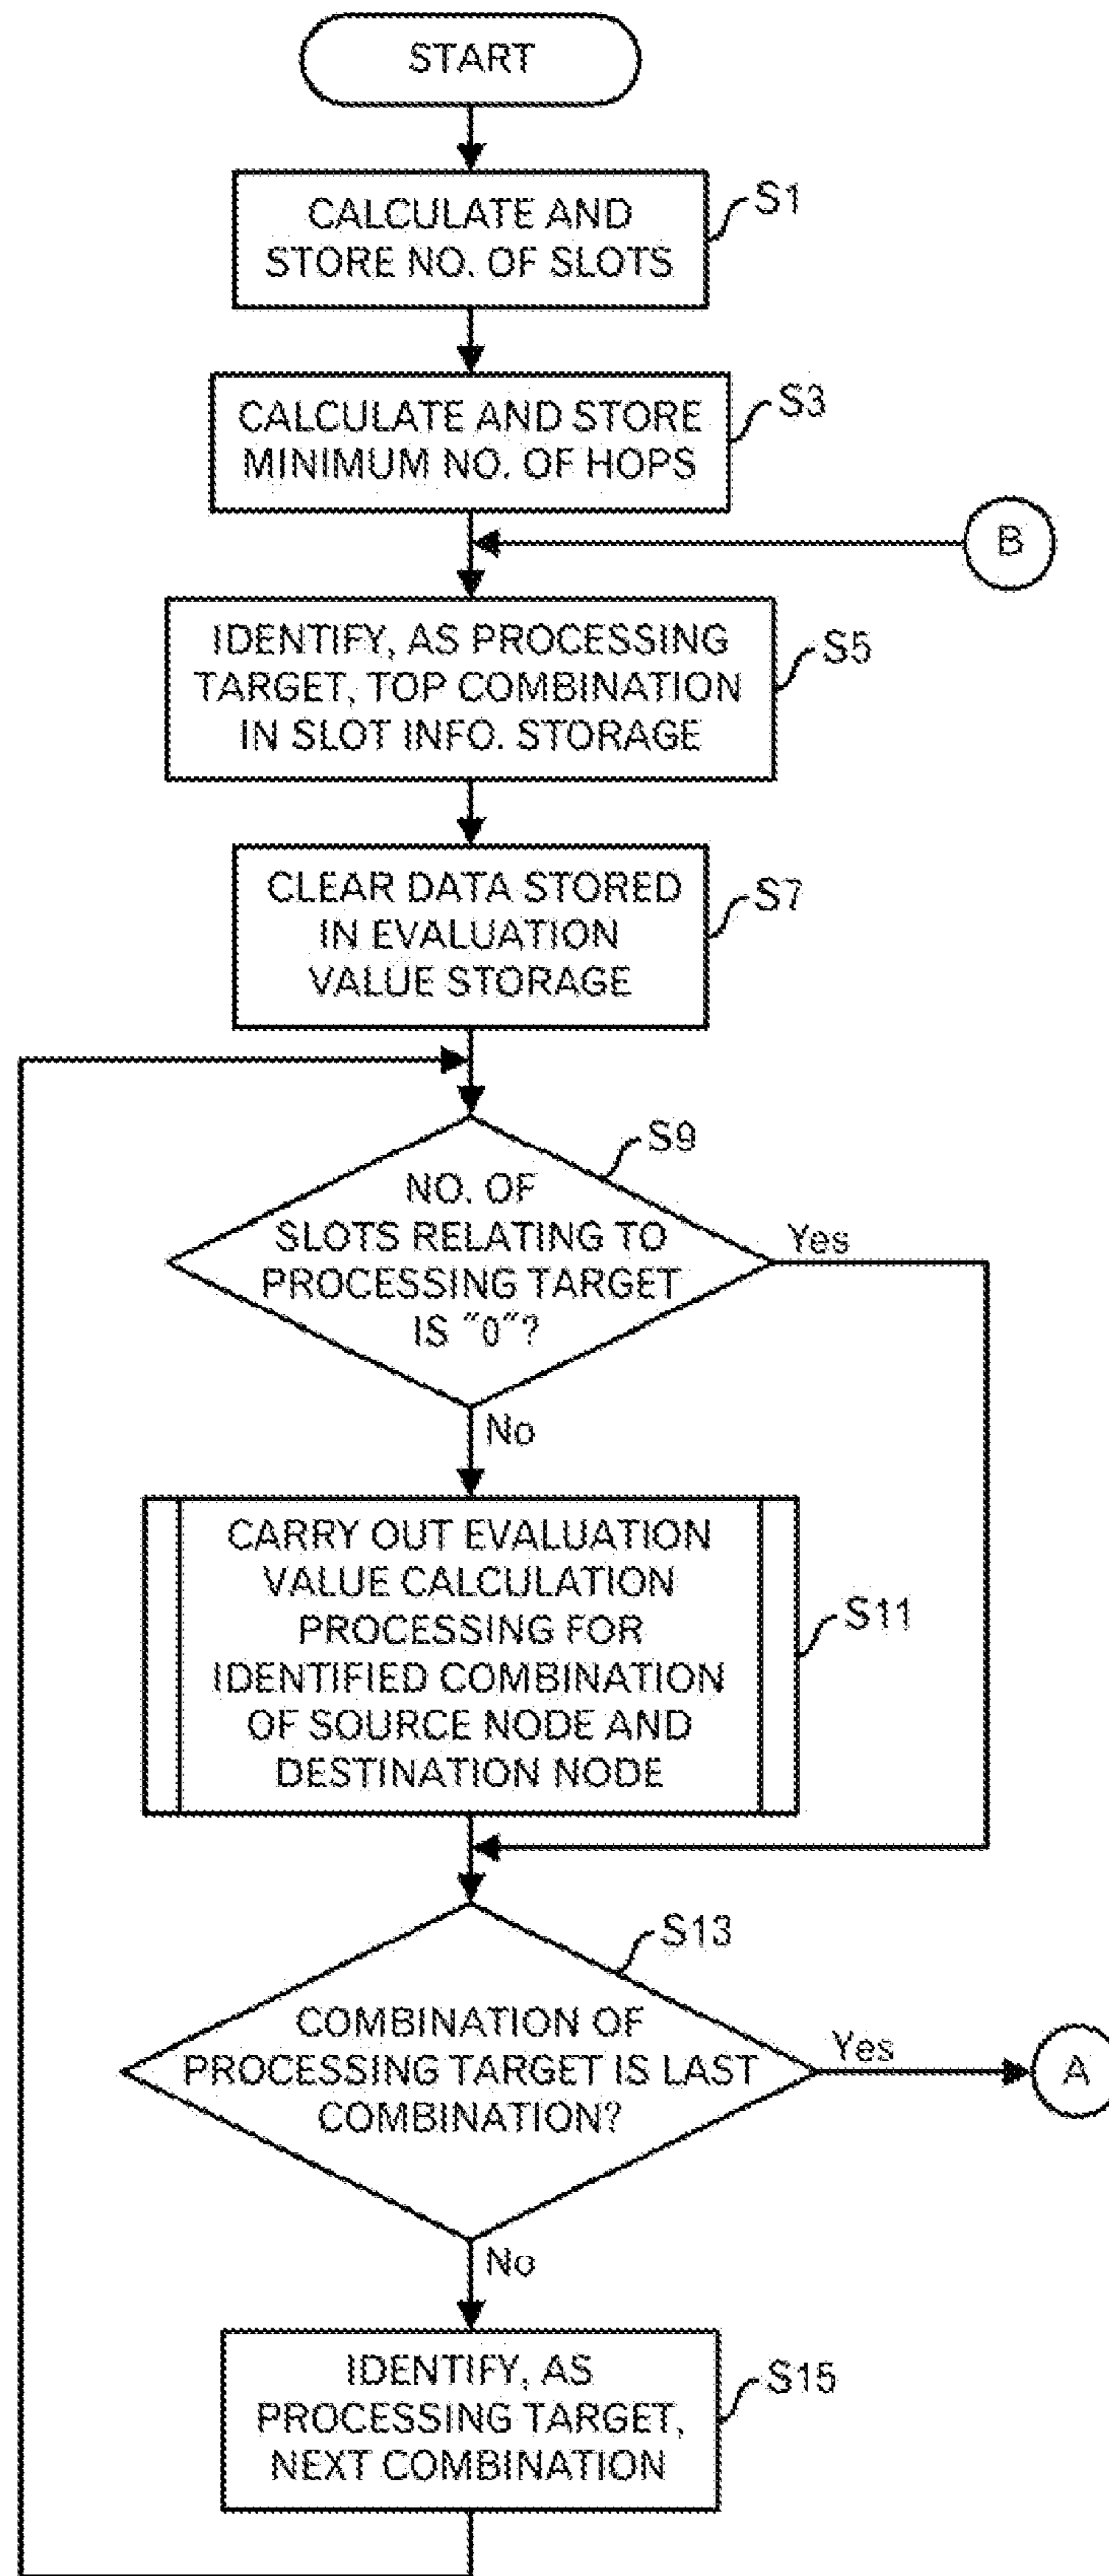 START
CALCULATE AND
STORE NO. OF SLOTS
S1
CALCULATE AND STORE
MINIMUM NO. OF HOPS
S3
B
IDENTIFY, AS PROCESSING
TARGET, TOP COMBINATION
IN SLOT INFO. STORAGE
S5
CLEAR DATA STORED
IN EVALUATION
VALUE STORAGE
S7
S9
NO. OF
SLOTS RELATING TO
PROCESSING TARGET
IS "0"?
Yes
No
CARRY OUT EVALUATION
VALUE CALCULATION
PROCESSING FOR
IDENTIFIED COMBINATION
OF SOURCE NODE AND
DESTINATION NODE
S11
S13
COMBINATION OF
PROCESSING TARGET IS LAST
COMBINATION?
Yes
A
No
IDENTIFY, AS
PROCESSING TARGET,
NEXT COMBINATION
S15